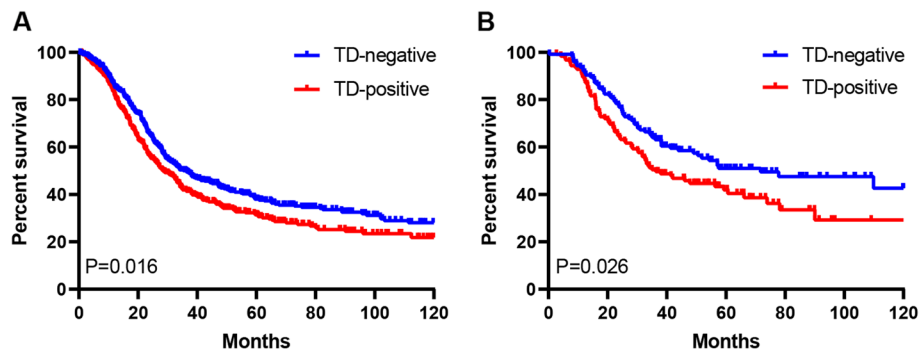 A
TD-negative
TD-positive
Percent survival
100
80
60
40
20
0
P=0.016
0 20 40 60 80 100 120
Months
B
TD-negative
TD-positive
Percent survival
100
80
60
40
20
0
P=0.026
0 20 40 60 80 100 120
Months